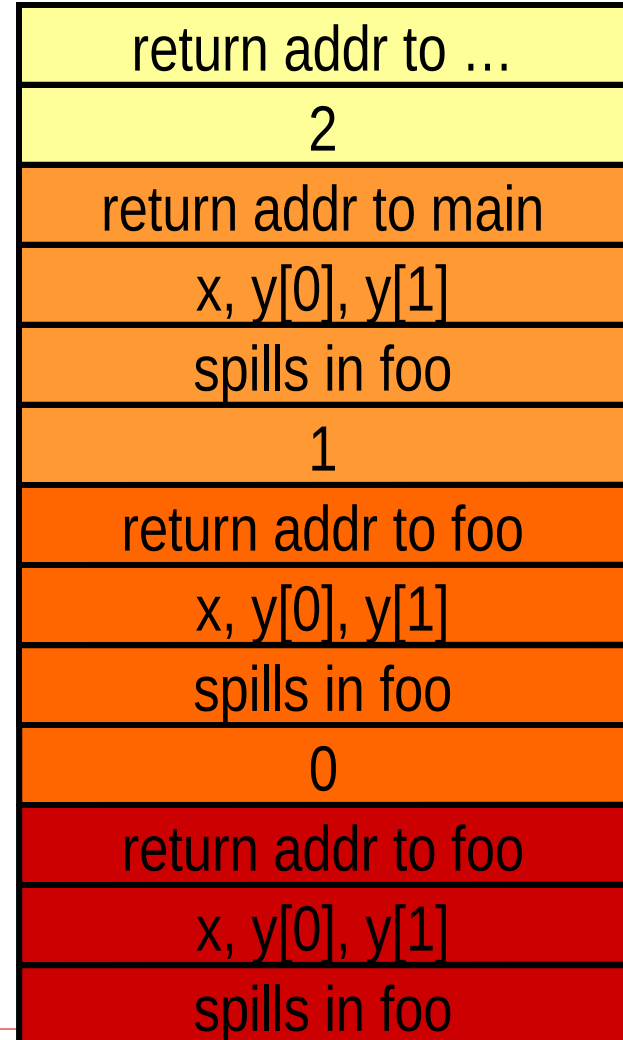 return addr to …
2
return addr to main
x, y[0], y[1]
spills in foo
1
return addr to foo
x, y[0], y[1]
spills in foo
0
return addr to foo
x, y[0], y[1]
spills in foo